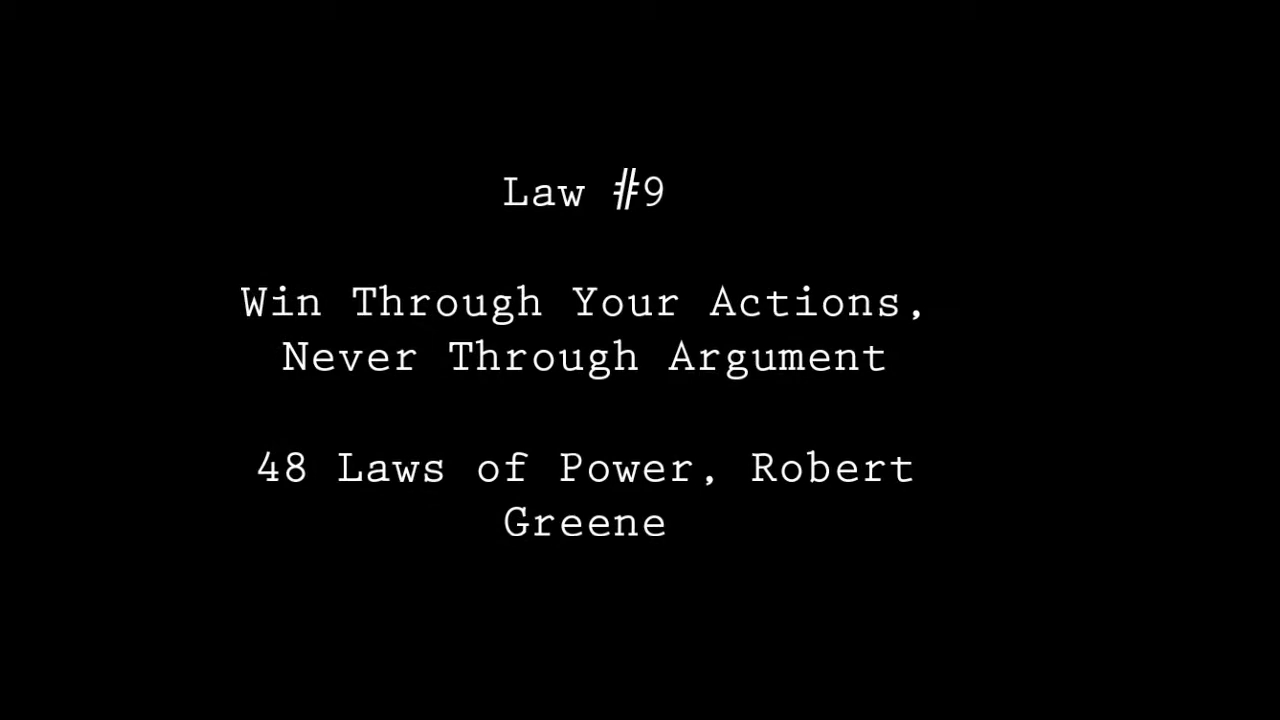 Law #9
Win Through Your Actions,
Never Through Argument
48 Laws of Power, Robert
Greene